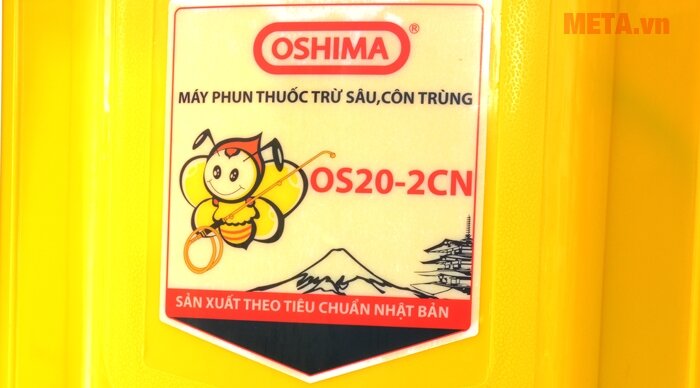 META.vn
OSHIMA®
MÁY PHUN THUỐC TRỪ SÂU,CÔN TRÙNG
OS20-2CN
SẢN XUẤT THEO TIÊU CHUẨN NHẬT BẢN